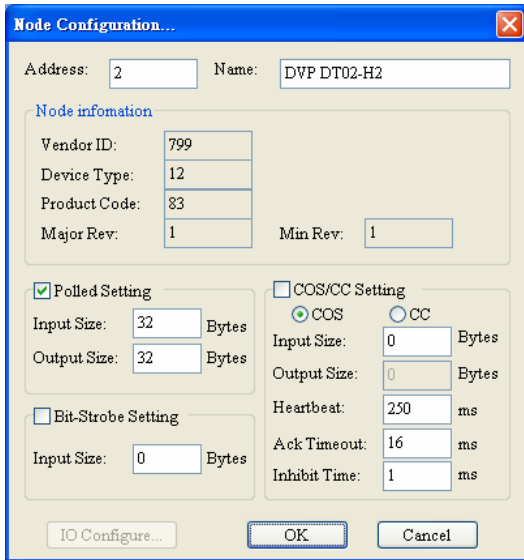 Node Configuration...
Address: 2 Name: DVP DT02-H2
Node infomation
Vendor ID: 799
Device Type: 12
Product Code: 83
Major Rev: 1 Min Rev: 1
Polled Setting
Input Size: 32 Bytes
Output Size: 32 Bytes
Bit-Strobe Setting
Input Size: 0 Bytes
COS/CC Setting
COS CC
Input Size: 0 Bytes
Output Size: 0 Bytes
Heartbeat: 250 ms
Ack Timeout: 16 ms
Inhibit Time: 1 ms
IO Configure... OK Cancel